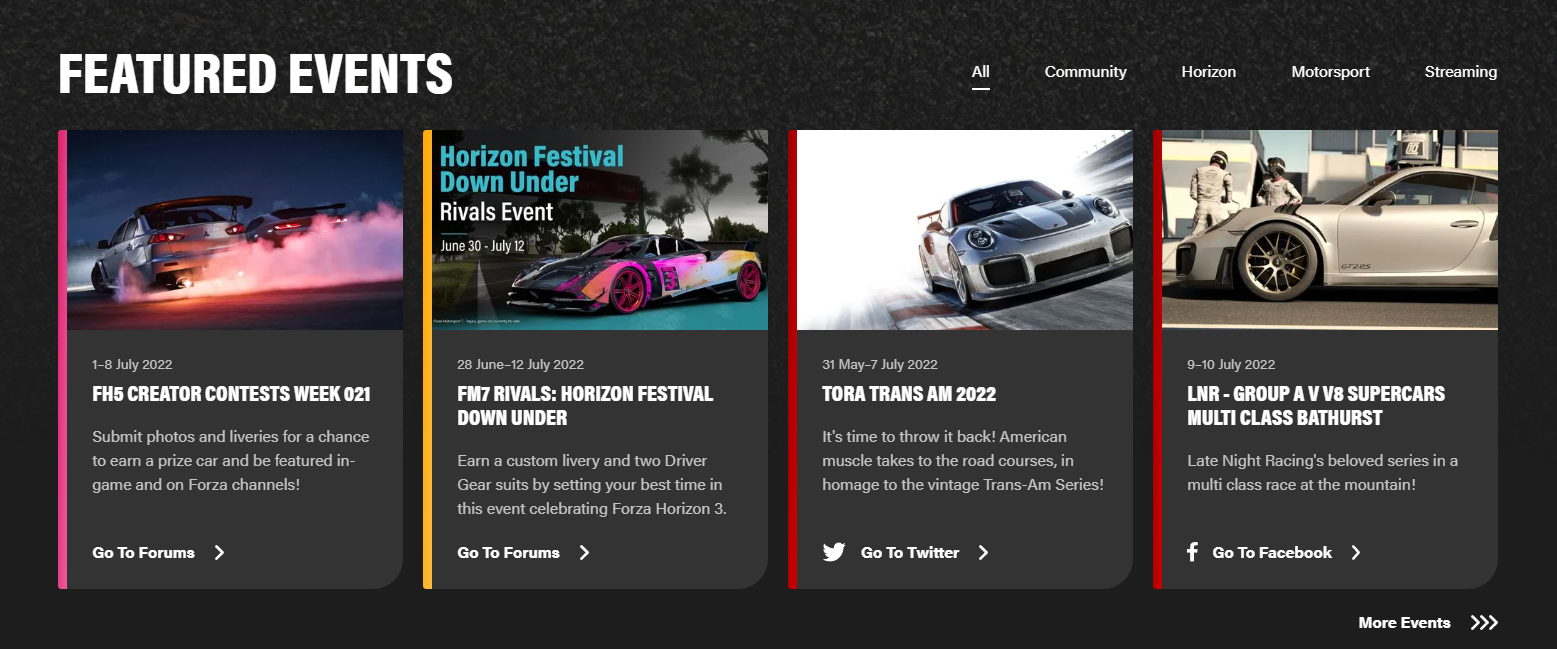 FEATURED EVENTS
All
Community
Horizon
Motorsport
Streaming
Horizon Festival
Down Under
Rivals Event
June 30 - July 12
GT2RS
1–8 July 2022
FH5 CREATOR CONTESTS WEEK 021
Submit photos and liveries for a chance
to earn a prize car and be featured in-
game and on Forza channels!
Go To Forums
28 June–12 July 2022
FM7 RIVALS: HORIZON FESTIVAL
DOWN UNDER
Earn a custom livery and two Driver
Gear suits by setting your best time in
this event celebrating Forza Horizon 3.
Go To Forums
31 May–7 July 2022
TORA TRANS AM 2022
It's time to throw it back! American
muscle takes to the road courses, in
homage to the vintage Trans-Am Series!
Go To Twitter
9–10 July 2022
LNR - GROUP A V V8 SUPERCARS
MULTI CLASS BATHURST
Late Night Racing's beloved series in a
multi class race at the mountain!
Go To Facebook
More Events